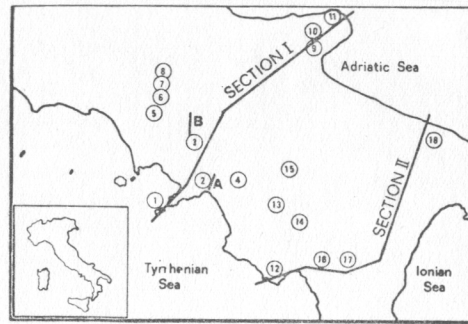 11
10
9
SECTION I
Adriatic Sea
8
7
6
5
B
3
18
15
2
A
4
1
13
14
SECTION II
12
18
17
Tyrrhenian
Sea
Ionian
Sea